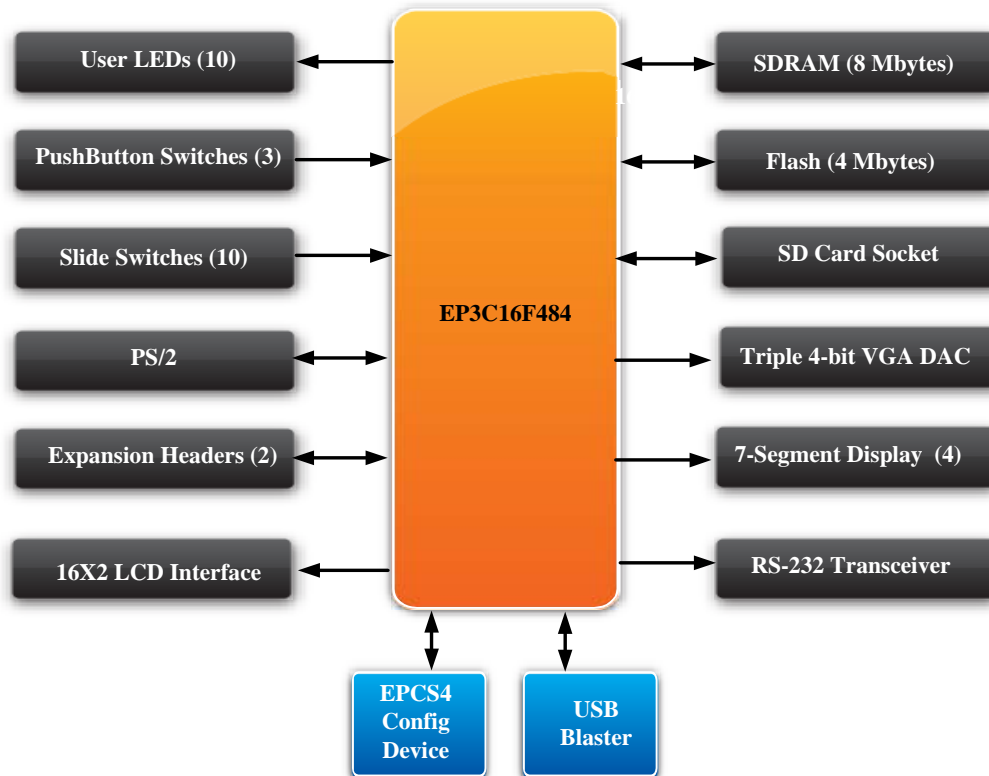 User LEDs (10)
PushButton Switches (3)
Slide Switches (10)
PS/2
Expansion Headers (2)
16X2 LCD Interface
EP3C16F484
SDRAM (8 Mbytes)
Flash (4 Mbytes)
SD Card Socket
Triple 4-bit VGA DAC
7-Segment Display (4)
RS-232 Transceiver
EPCS4
Config
Device
USB
Blaster